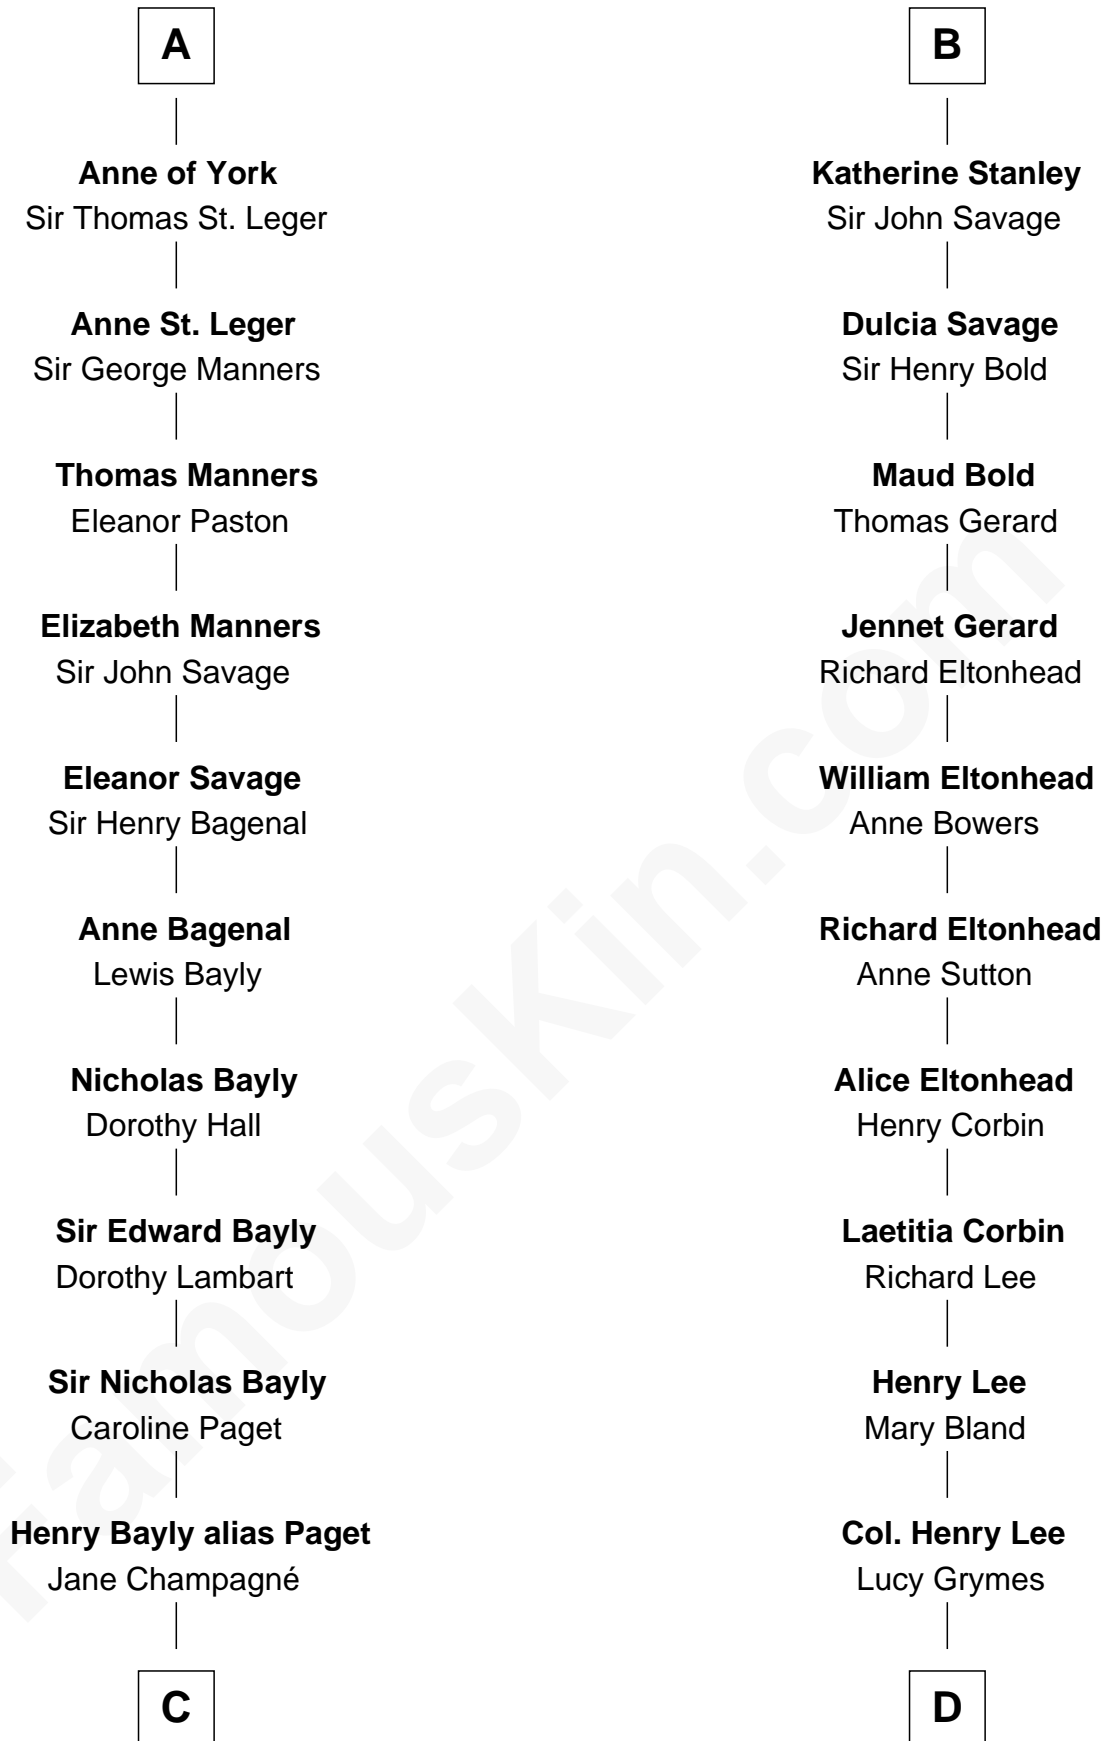 A
Anne of York
Sir Thomas St. Leger
Anne St. Leger
Sir George Manners
Thomas Manners
Eleanor Paston
Elizabeth Manners
Sir John Savage
Eleanor Savage
Sir Henry Bagenal
Anne Bagenal
Lewis Bayly
Nicholas Bayly
Dorothy Hall
Sir Edward Bayly
Dorothy Lambart
Sir Nicholas Bayly
Caroline Paget
Henry Bayly alias Paget
Jane Champagné
C
B
Katherine Stanley
Sir John Savage
Dulcia Savage
Sir Henry Bold
Maud Bold
Thomas Gerard
Jennet Gerard
Richard Eltonhead
William Eltonhead
Anne Bowers
Richard Eltonhead
Anne Sutton
Alice Eltonhead
Henry Corbin
Laetitia Corbin
Richard Lee
Henry Lee
Mary Bland
Col. Henry Lee
Lucy Grymes
D
FamousKin.com